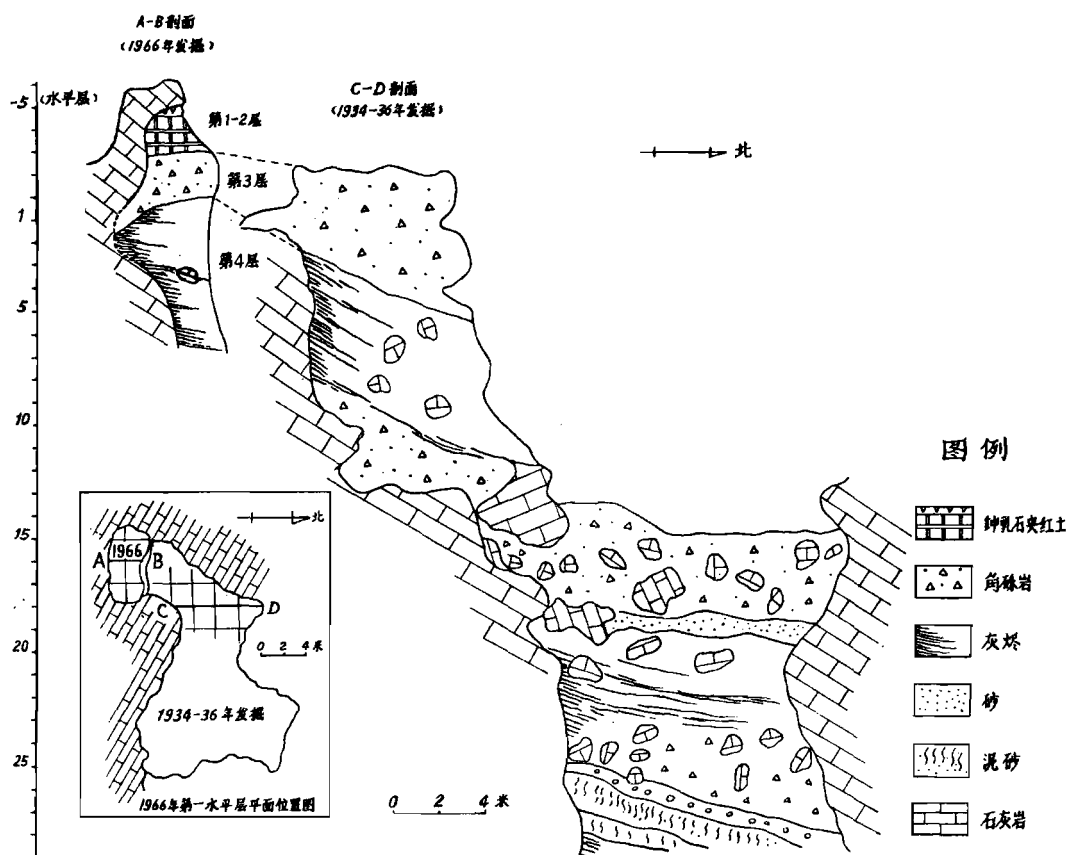 A-B剖面
(1966年发掘)
C-D剖面
(1934-36年发掘)
-5 (水平层)
第1-2层
北
第3层
1
第4层
5
10
15
20
25
图例
钟乳石夹红土
角砾岩
灰烬
砂
泥砂
石灰岩
北
A
1966
B
C
D
0 2 4米
1934-36年发掘
1966年第一水平层平面位置图
0 2 4米